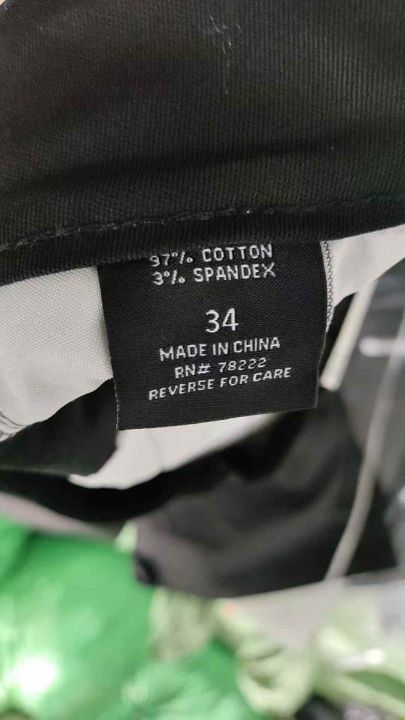 97% COTTON
3% SPANDEX
34
MADE IN CHINA
RN# 78222
REVERSE FOR CARE